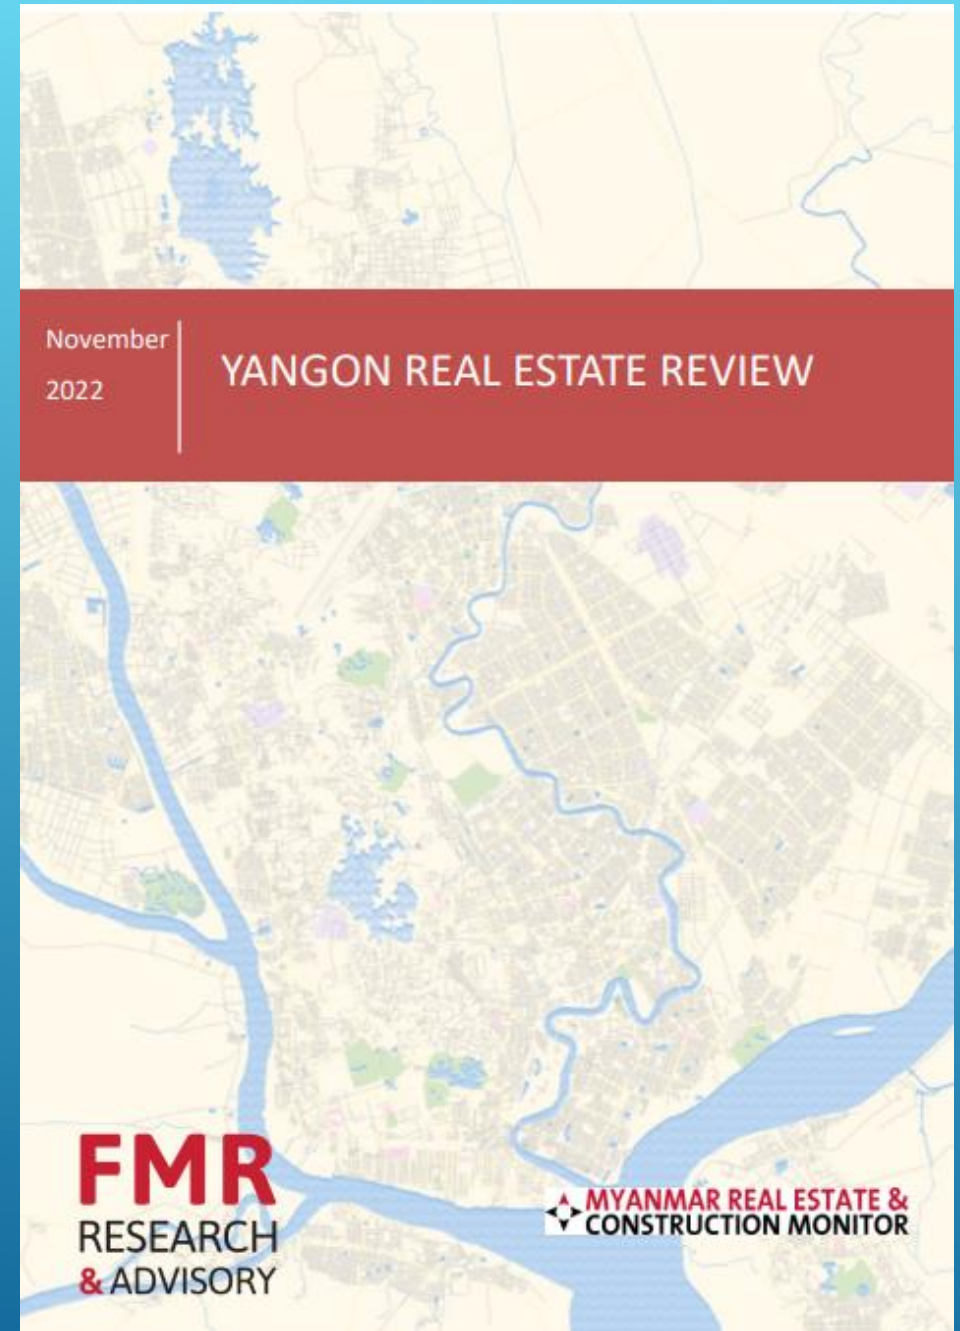 November
2022
YANGON REAL ESTATE REVIEW
FMR
RESEARCH
& ADVISORY
MYANMAR REAL ESTATE &
CONSTRUCTION MONITOR